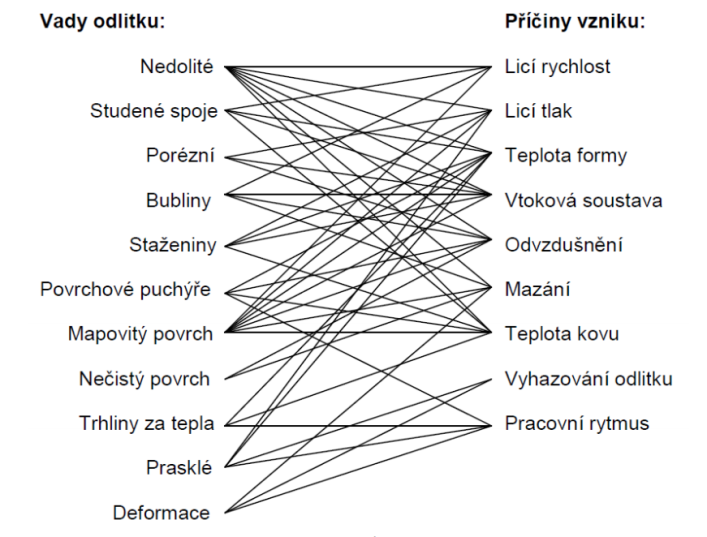 Vady odlitku:
Příčiny vzniku:
Nedolité
Licí rychlost
Studené spoje
Licí tlak
Porézní
Teplota formy
Bubliny
Vtoková soustava
Staženiny
Odvzdušnění
Povrchové puchýře
Mazání
Mapovitý povrch
Teplota kovu
Nečistý povrch
Vyhazování odlitku
Trhliny za tepla
Pracovní rytmus
Prasklé
Deformace